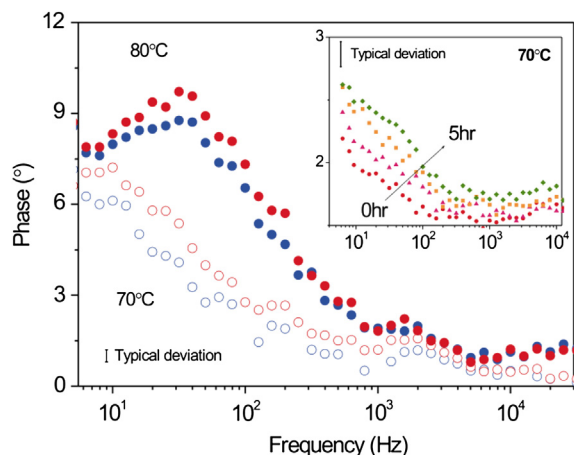 12
9
6
3
0
Phase (°)
80°C
70°C
Typical deviation
10¹
10²
10³
10⁴
Frequency (Hz)
3
2
Typical deviation
70°C
5hr
0hr
10¹
10²
10³
10⁴